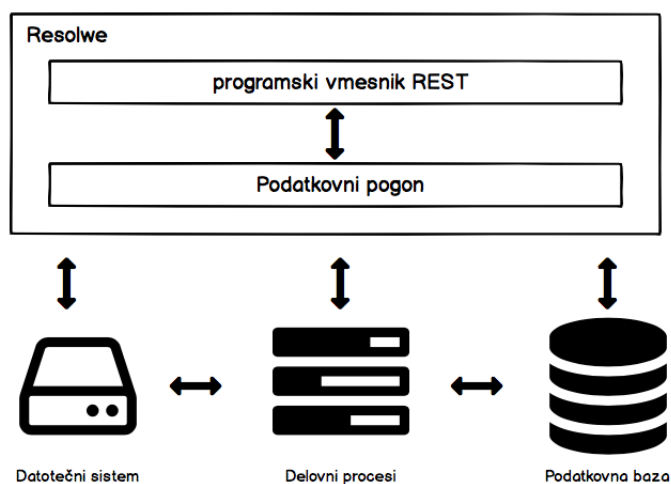 Resolwe
programski vmesnik REST
Podatkovni pogon
Datotečni sistem
Delovni procesi
Podatkovna baza